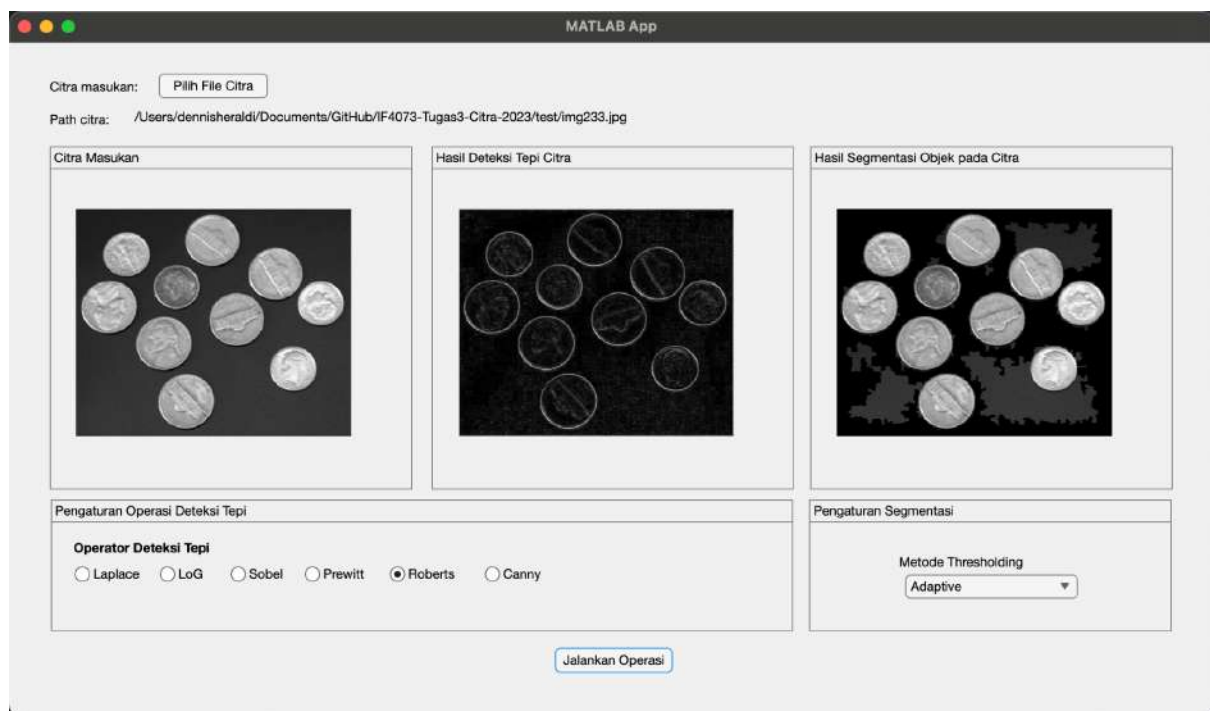 MATLAB App
Citra masukan: Pilih File Citra
Path citra: /Users/dennisheraldi/Documents/GitHub/IF4073-Tugas3-Citra-2023/test/img233.jpg
Citra Masukan
Hasil Deteksi Tepi Citra
Hasil Segmentasi Objek pada Citra
Pengaturan Operasi Deteksi Tepi
Operator Deteksi Tepi
Laplace LoG Sobel Prewitt Roberts Canny
Pengaturan Segmentasi
Metode Thresholding
Adaptive
Jalankan Operasi